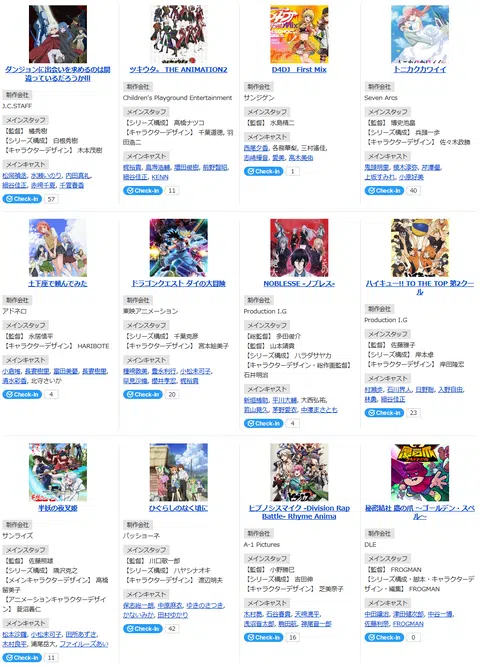 ダンジョンに出会いを求めるのは間
違っているだろうかIII
制作会社
J.C.STAFF
メインスタッフ
【監督】 橘秀樹
【シリーズ構成】 白根秀樹
【キャラクターデザイン】 木本茂樹
メインキャスト
松岡禎丞, 水瀬いのり, 内田真礼,
細谷佳正, 赤﨑千夏, 千菅春香
Check-in 57
ツキウタ。 THE ANIMATION2
制作会社
Children's Playground Entertainment
メインスタッフ
【シリーズ構成】 高橋ナツコ
【キャラクターデザイン】 千葉道徳, 羽
田浩二
メインキャスト
梶裕貴, 鳥海浩輔, 増田俊樹, 前野智昭,
細谷佳正, KENN
Check-in 11
D4DJ First Mix
制作会社
サンジゲン
メインスタッフ
【監督】 水島精二
メインキャスト
西尾夕香, 各務華梨, 三村遙佳,
志崎樺音, 愛美, 高木美佑
Check-in 1
トニカクカワイイ
制作会社
Seven Arcs
メインスタッフ
【監督】 博史池畠
【シリーズ構成】 兵頭一歩
【キャラクターデザイン】 佐々木政勝
メインキャスト
鬼頭明里, 榎木淳弥, 芹澤優,
上坂すみれ, 小原好美
Check-in 40
土下座で頼んでみた
制作会社
アドネロ
メインスタッフ
【監督】 永居慎平
【キャラクターデザイン】 HARIBOTE
メインキャスト
小倉唯, 長妻樹里, 富田美憂, 長妻樹里,
清水彩香, 北守さいか
Check-in 4
ドラゴンクエスト ダイの大冒険
制作会社
東映アニメーション
メインスタッフ
【シリーズ構成】 千葉克彦
【キャラクターデザイン】 宮本絵美子
メインキャスト
種﨑敦美, 豊永利行, 小松未可子,
早見沙織, 櫻井孝宏, 梶裕貴
Check-in 20
NOBLESSE -ノブレス-
制作会社
Production I.G
メインスタッフ
【総監督】 多田俊介
【監督】 山本靖貴
【シリーズ構成】 ハラダサヤカ
【キャラクターデザイン・総作画監督】
石井明治
メインキャスト
新垣樽助, 平川大輔, 大西弘祐,
前山晃久, 茅野愛衣, 中澤まさとも
Check-in 4
ハイキュー!! TO THE TOP 第2クー
ル
制作会社
Production I.G
メインスタッフ
【監督】 佐藤雅子
【シリーズ構成】 岸本卓
【キャラクターデザイン】 岸田隆宏
メインキャスト
村瀬歩, 石川界人, 日野聡, 入野自由,
林勇, 細谷佳正
Check-in 23
半妖の夜叉姫
制作会社
サンライズ
メインスタッフ
【監督】 佐藤照雄
【シリーズ構成】 隅沢克之
【メインキャラクターデザイン】 高橋
留美子
【アニメーションキャラクターデザイ
ン】 菱沼義仁
メインキャスト
松本沙羅, 小松未可子, 田所あずさ,
木村良平, 浦尾岳大, ファイルーズあい
Check-in 11
ひぐらしのなく頃に
制作会社
パッショーネ
メインスタッフ
【監督】 川口敬一郎
【シリーズ構成】 ハヤシナオキ
【キャラクターデザイン】 渡辺明夫
メインキャスト
保志総一朗, 中原麻衣, ゆきのさつき,
かないみか, 田村ゆかり
Check-in 42
ヒプノシスマイク -Division Rap
Battle- Rhyme Anima
制作会社
A-1 Pictures
メインスタッフ
【監督】 小野勝巳
【シリーズ構成】 吉田伸
【キャラクターデザイン】 芝美奈子
メインキャスト
木村昴, 石谷春貴, 天﨑滉平,
浅沼晋太郎, 駒田航, 神尾晋一郎
Check-in 16
秘密結社 鷹の爪 ～ゴールデン・スペ
ル～
制作会社
DLE
メインスタッフ
【監督】 FROGMAN
【シリーズ構成・脚本・キャラクターデ
ザイン・編集】 FROGMAN
メインキャスト
中田譲治, 津田健次郎, 中谷一博,
佐藤利奈, FROGMAN
Check-in 0